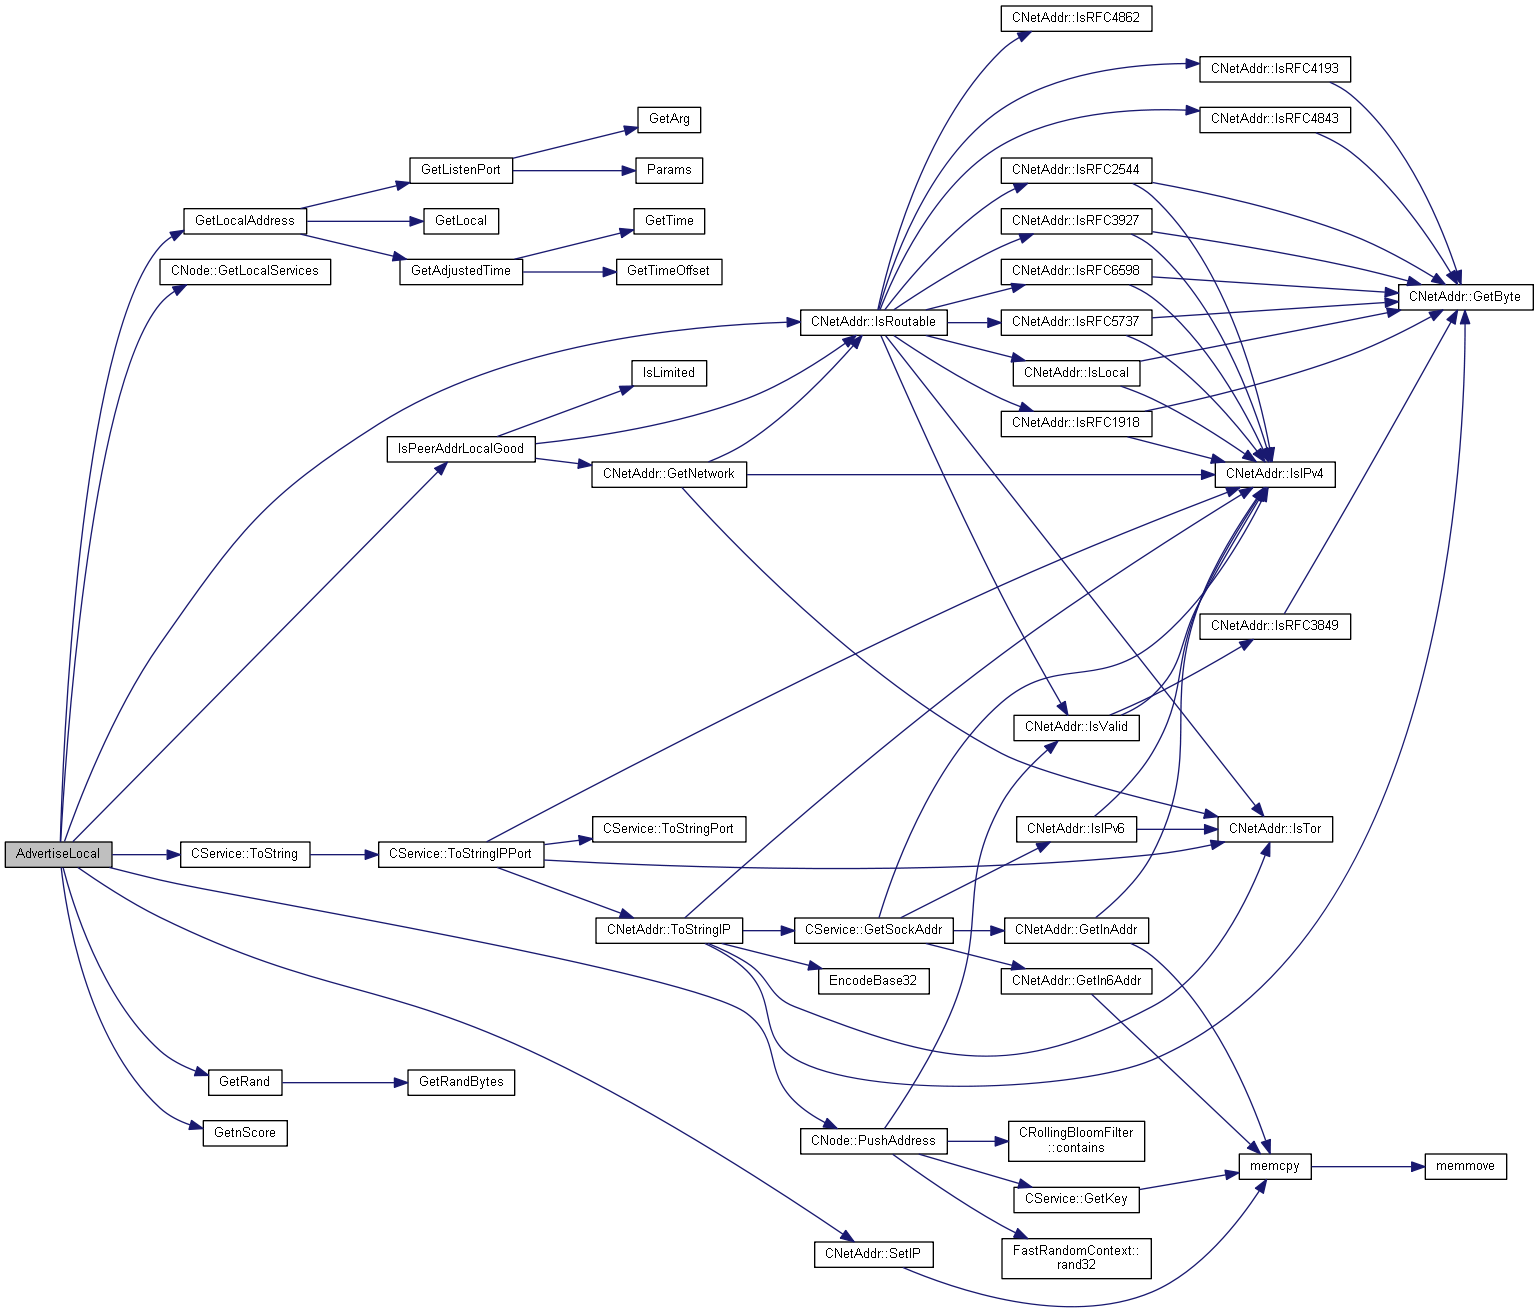 CNetAddr::IsRFC4862
CNetAddr::IsRFC4193
GetArg
CNetAddr::IsRFC4843
GetListenPort
Params
CNetAddr::IsRFC2544
GetLocalAddress
GetLocal
GetTime
CNetAddr::IsRFC3927
CNode::GetLocalServices
GetAdjustedTime
GetTimeOffset
CNetAddr::IsRFC6598
CNetAddr::GetByte
CNetAddr::IsRoutable
CNetAddr::IsRFC5737
IsLimited
CNetAddr::IsLocal
CNetAddr::IsRFC1918
IsPeerAddrLocalGood
CNetAddr::GetNetwork
CNetAddr::IsIPv4
CNetAddr::IsRFC3849
CNetAddr::IsValid
CService::ToStringPort
CNetAddr::IsIPv6
CNetAddr::IsTor
AdvertiseLocal
CService::ToString
CService::ToStringIPPort
CNetAddr::ToStringIP
CService::GetSockAddr
CNetAddr::GetInAddr
EncodeBase32
CNetAddr::GetIn6Addr
GetRand
GetRandBytes
GetnScore
CNode::PushAddress
CRollingBloomFilter
::contains
memcpy
memmove
CService::GetKey
CNetAddr::SetIP
FastRandomContext::
rand32